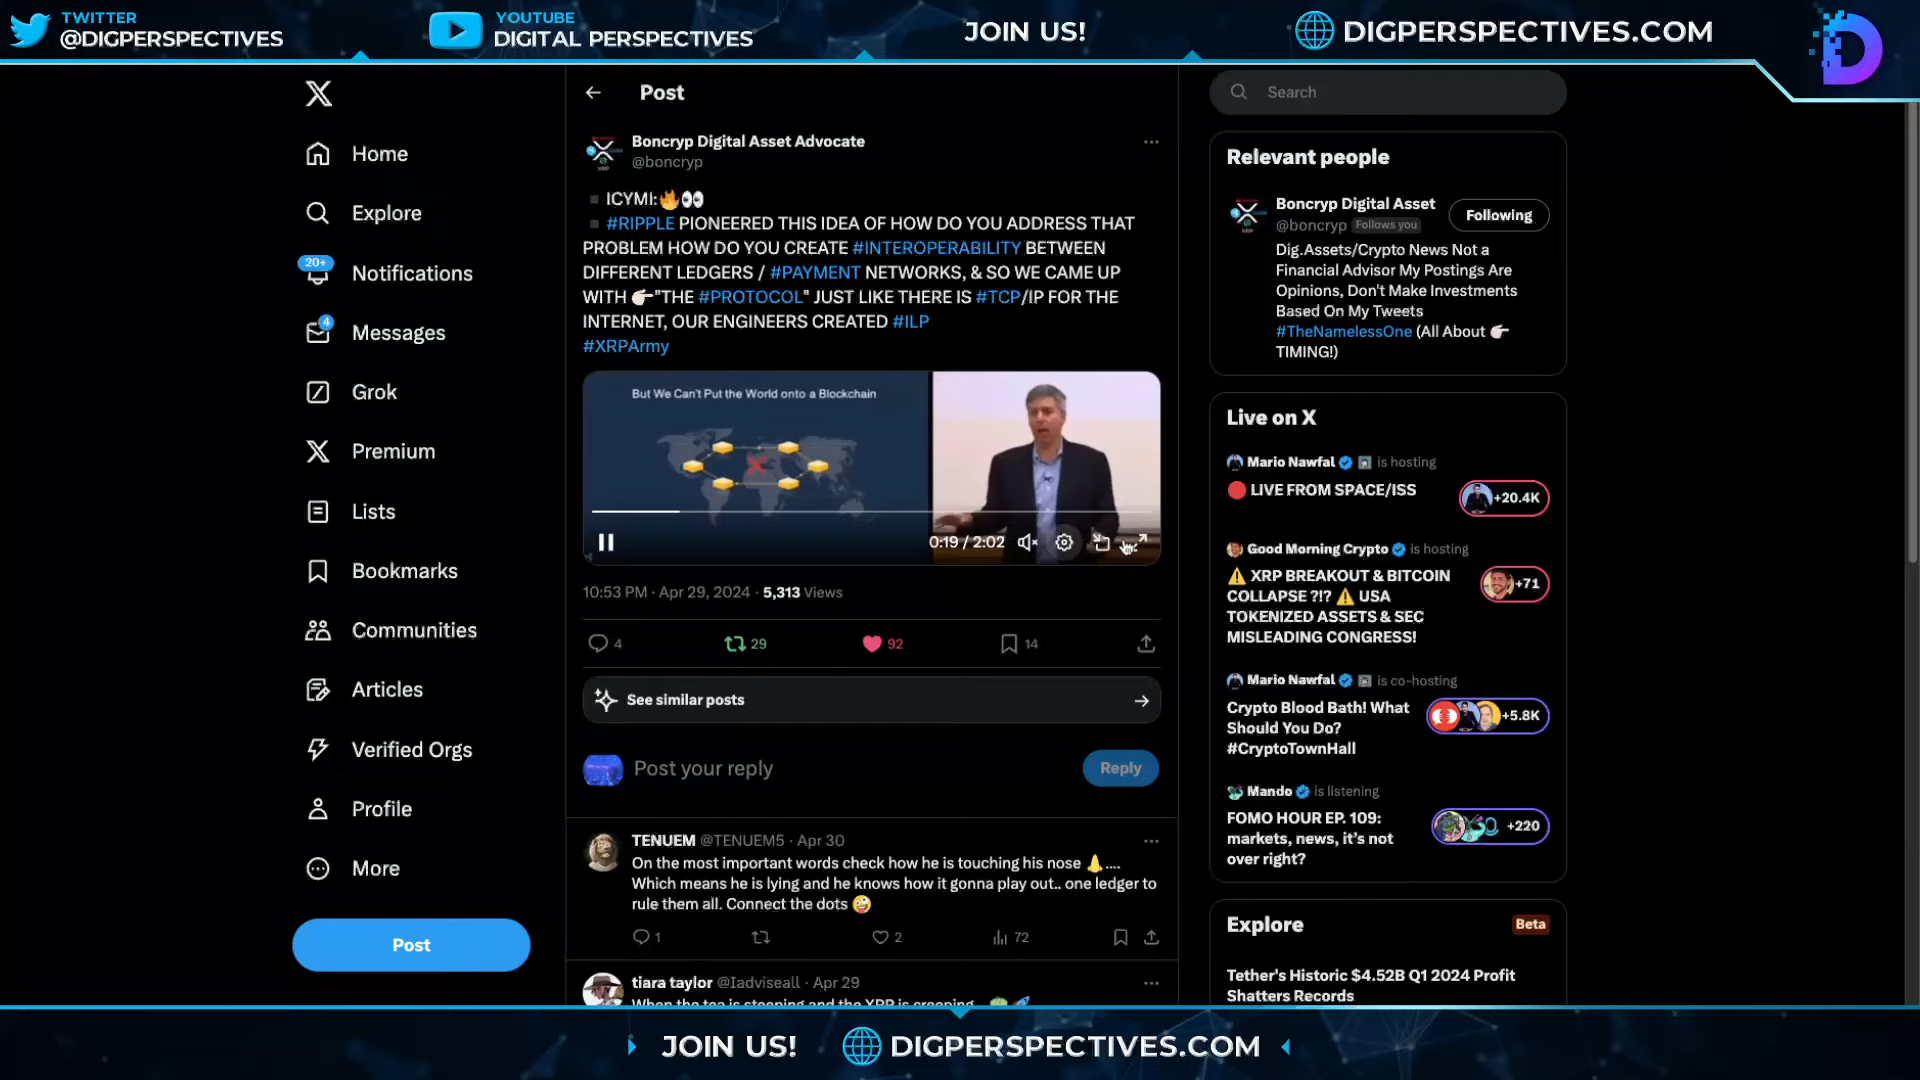 TWITTER
@DIGPERSPECTIVES
YOUTUBE
DIGITAL PERSPECTIVES
JOIN US!
DIGPERSPECTIVES.COM
Home
Explore
20+
Notifications
4
Messages
Grok
Premium
Lists
Bookmarks
Communities
Articles
Verified Orgs
Profile
More
Post
Post
Boncryp Digital Asset Advocate
@boncryp
ICYMI:🔥👀
#RIPPLE PIONEERED THIS IDEA OF HOW DO YOU ADDRESS THAT
PROBLEM HOW DO YOU CREATE #INTEROPERABILITY BETWEEN
DIFFERENT LEDGERS / #PAYMENT NETWORKS, & SO WE CAME UP
WITH 👉🏻"THE #PROTOCOL" JUST LIKE THERE IS #TCP/IP FOR THE
INTERNET, OUR ENGINEERS CREATED #ILP
#XRPArmy
But We Can't Put the World onto a Blockchain
0:19 / 2:02
10:53 PM · Apr 29, 2024 · 5,313 Views
4 29 92 14
See similar posts
Post your reply
Reply
TENUEM @TENUEM5 · Apr 30
On the most important words check how he is touching his nose 👃....
Which means he is lying and he knows how it gonna play out.. one ledger to
rule them all. Connect the dots 🤪
1 2 72
tiara taylor @Iadviseall · Apr 29
When the tea is steeping and the XRP is creeping
Search
Relevant people
Boncryp Digital Asset
@boncryp Follows you
Following
Dig.Assets/Crypto News Not a
Financial Advisor My Postings Are
Opinions, Don't Make Investments
Based On My Tweets
#TheNamelessOne (All About 👉🏻
TIMING!)
Live on X
Mario Nawfal is hosting
🔴 LIVE FROM SPACE/ISS
+20.4K
Good Morning Crypto is hosting
⚠️ XRP BREAKOUT & BITCOIN
COLLAPSE ?!? ⚠️ USA
TOKENIZED ASSETS & SEC
MISLEADING CONGRESS!
+71
Mario Nawfal is co-hosting
Crypto Blood Bath! What
Should You Do?
#CryptoTownHall
+5.8K
Mando is listening
FOMO HOUR EP. 109:
markets, news, it's not
over right?
+220
Explore
Beta
Tether's Historic $4.52B Q1 2024 Profit
Shatters Records
JOIN US!
DIGPERSPECTIVES.COM